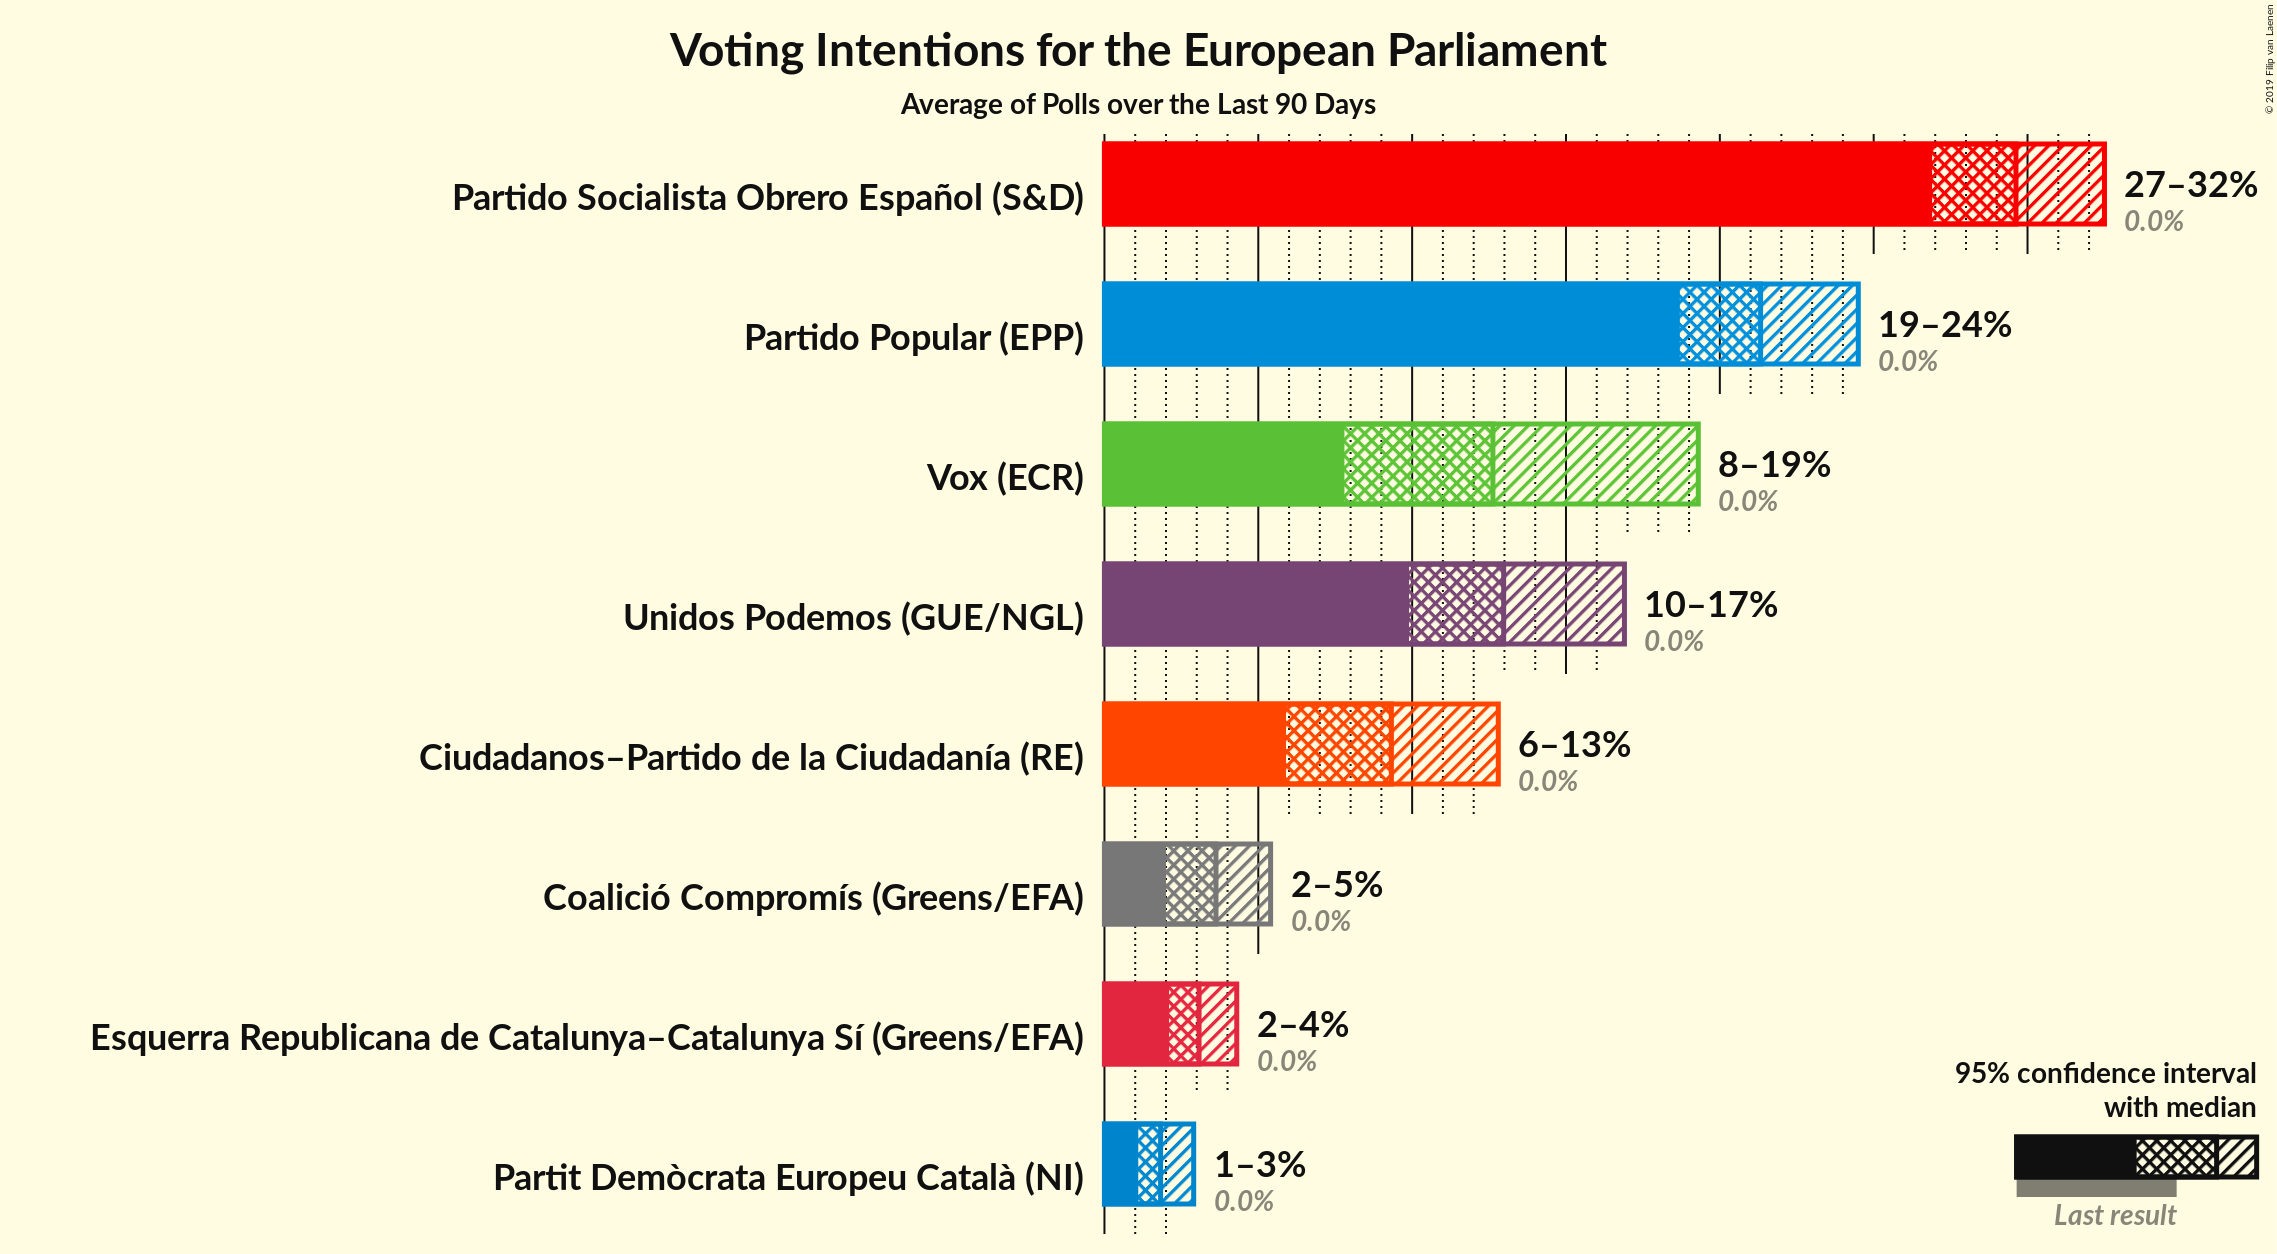 Voting Intentions for the European Parliament
Average of Polls over the Last 90 Days
© 2019 Filip van Laenen
Partido Socialista Obrero Español (S&D)
27–32%
0.0%
Partido Popular (EPP)
19–24%
0.0%
Vox (ECR)
8–19%
0.0%
Unidos Podemos (GUE/NGL)
10–17%
0.0%
Ciudadanos–Partido de la Ciudadanía (RE)
6–13%
0.0%
Coalició Compromís (Greens/EFA)
2–5%
0.0%
Esquerra Republicana de Catalunya–Catalunya Sí (Greens/EFA)
2–4%
0.0%
Partit Demòcrata Europeu Català (NI)
1–3%
0.0%
95% confidence interval
with median
Last result